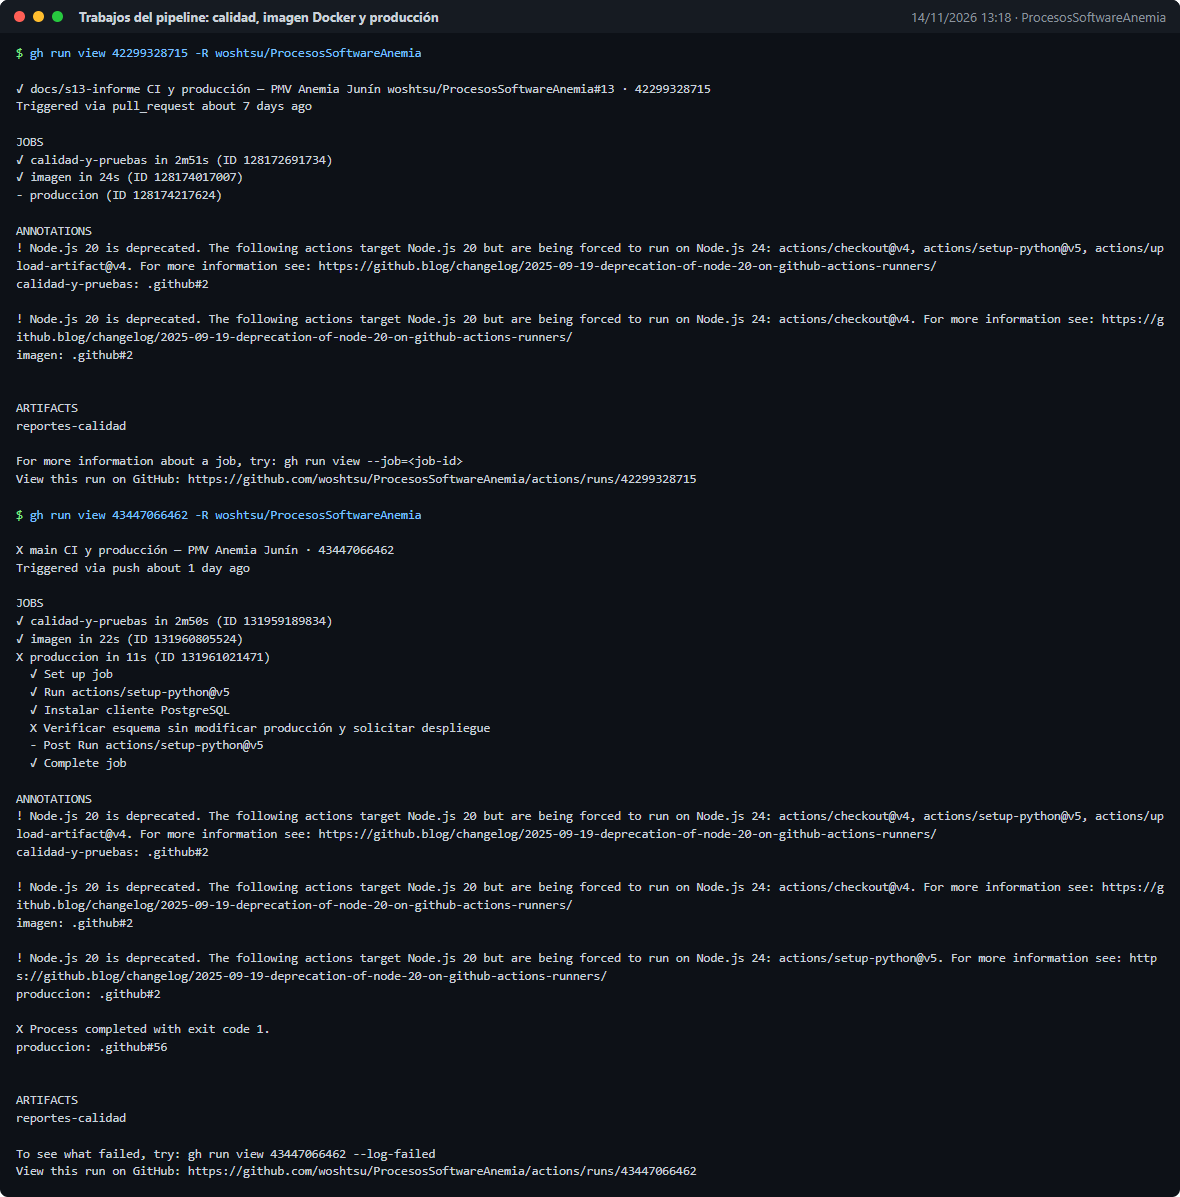 Trabajos del pipeline: calidad, imagen Docker y producción
14/11/2026 13:18 · ProcesosSoftwareAnemia
$ gh run view 42299328715 -R woshtsu/ProcesosSoftwareAnemia
✓ docs/s13-informe CI y producción — PMV Anemia Junín woshtsu/ProcesosSoftwareAnemia#13 · 42299328715
Triggered via pull_request about 7 days ago
JOBS
✓ calidad-y-pruebas in 2m51s (ID 128172691734)
✓ imagen in 24s (ID 128174017007)
- produccion (ID 128174217624)
ANNOTATIONS
! Node.js 20 is deprecated. The following actions target Node.js 20 but are being forced to run on Node.js 24: actions/checkout@v4, actions/setup-python@v5, actions/up
load-artifact@v4. For more information see: https://github.blog/changelog/2025-09-19-deprecation-of-node-20-on-github-actions-runners/
calidad-y-pruebas: .github#2
! Node.js 20 is deprecated. The following actions target Node.js 20 but are being forced to run on Node.js 24: actions/checkout@v4. For more information see: https://g
ithub.blog/changelog/2025-09-19-deprecation-of-node-20-on-github-actions-runners/
imagen: .github#2
ARTIFACTS
reportes-calidad
For more information about a job, try: gh run view --job=<job-id>
View this run on GitHub: https://github.com/woshtsu/ProcesosSoftwareAnemia/actions/runs/42299328715
$ gh run view 43447066462 -R woshtsu/ProcesosSoftwareAnemia
X main CI y producción — PMV Anemia Junín · 43447066462
Triggered via push about 1 day ago
JOBS
✓ calidad-y-pruebas in 2m50s (ID 131959189834)
✓ imagen in 22s (ID 131960805524)
X produccion in 11s (ID 131961021471)
✓ Set up job
✓ Run actions/setup-python@v5
✓ Instalar cliente PostgreSQL
X Verificar esquema sin modificar producción y solicitar despliegue
- Post Run actions/setup-python@v5
✓ Complete job
ANNOTATIONS
! Node.js 20 is deprecated. The following actions target Node.js 20 but are being forced to run on Node.js 24: actions/checkout@v4, actions/setup-python@v5, actions/up
load-artifact@v4. For more information see: https://github.blog/changelog/2025-09-19-deprecation-of-node-20-on-github-actions-runners/
calidad-y-pruebas: .github#2
! Node.js 20 is deprecated. The following actions target Node.js 20 but are being forced to run on Node.js 24: actions/checkout@v4. For more information see: https://g
ithub.blog/changelog/2025-09-19-deprecation-of-node-20-on-github-actions-runners/
imagen: .github#2
! Node.js 20 is deprecated. The following actions target Node.js 20 but are being forced to run on Node.js 24: actions/setup-python@v5. For more information see: http
s://github.blog/changelog/2025-09-19-deprecation-of-node-20-on-github-actions-runners/
produccion: .github#2
X Process completed with exit code 1.
produccion: .github#56
ARTIFACTS
reportes-calidad
To see what failed, try: gh run view 43447066462 --log-failed
View this run on GitHub: https://github.com/woshtsu/ProcesosSoftwareAnemia/actions/runs/43447066462